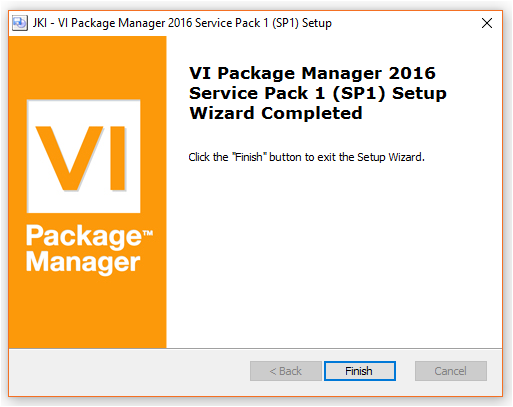 JKI - VI Package Manager 2016 Service Pack 1 (SP1) Setup
VI
Package™
Manager
VI Package Manager 2016
Service Pack 1 (SP1) Setup
Wizard Completed
Click the "Finish" button to exit the Setup Wizard.
< Back
Finish
Cancel